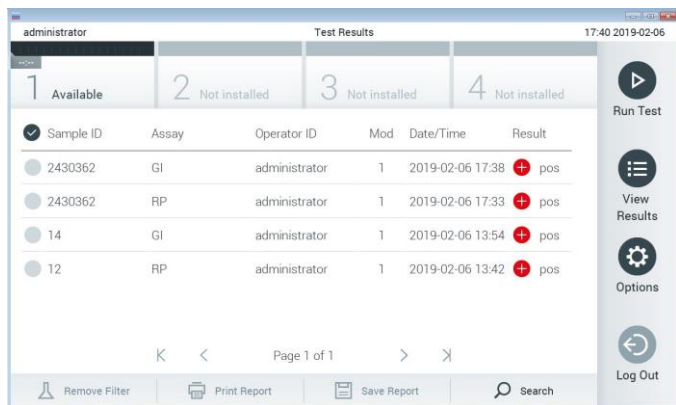 administrator Test Results 17:40 2019-02-06
--:--
1 Available 2 Not installed 3 Not installed 4 Not installed
Run Test
Sample ID Assay Operator ID Mod Date/Time Result
2430362 GI administrator 1 2019-02-06 17:38 pos
2430362 RP administrator 1 2019-02-06 17:33 pos
View
Results
14 GI administrator 1 2019-02-06 13:54 pos
12 RP administrator 1 2019-02-06 13:42 pos
Options
Page 1 of 1
Log Out
Remove Filter Print Report Save Report Search